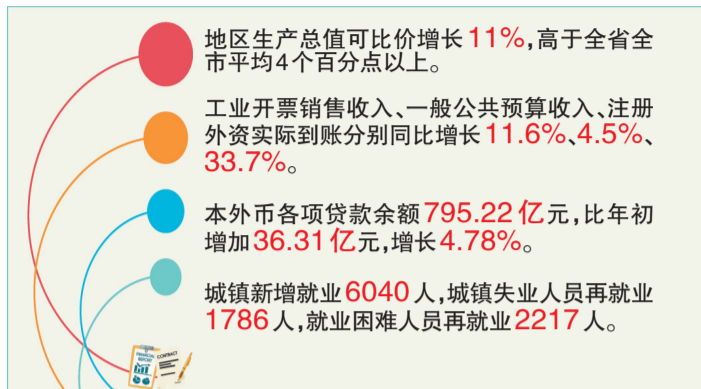 地区生产总值可比价增长11%,高于全省全
市平均4个百分点以上。
工业开票销售收入、一般公共预算收入、注册
外资实际到账分别同比增长11.6%、4.5%、
33.7%。
本外币各项贷款余额795.22亿元,比年初
增加36.31亿元,增长4.78%。
城镇新增就业6040人,城镇失业人员再就业
1786人,就业困难人员再就业2217人。
FINANCIAL
REPORT
CONTRACT